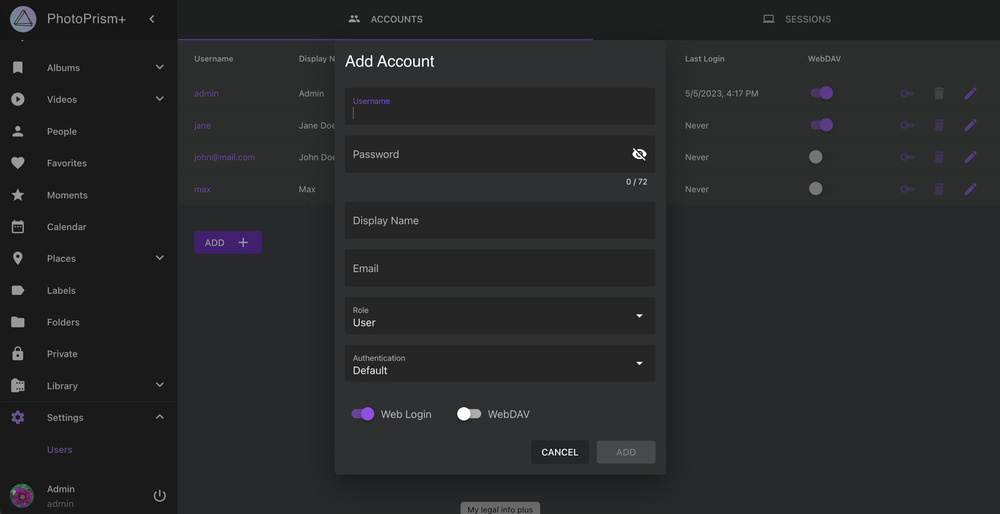 PhotoPrism+
ACCOUNTS
SESSIONS
Albums
Videos
People
Favorites
Moments
Calendar
Places
Labels
Folders
Private
Library
Settings
Users
Admin
admin
Username
Display N
Last Login
WebDAV
admin
Admin
5/5/2023, 4:17 PM
jane
Jane Doe
Never
john@mail.com
John Doe
Never
max
Max
Never
ADD
Add Account
Username
Password
0 / 72
Display Name
Email
Role
User
Authentication
Default
Web Login
WebDAV
CANCEL
ADD
My legal info plus